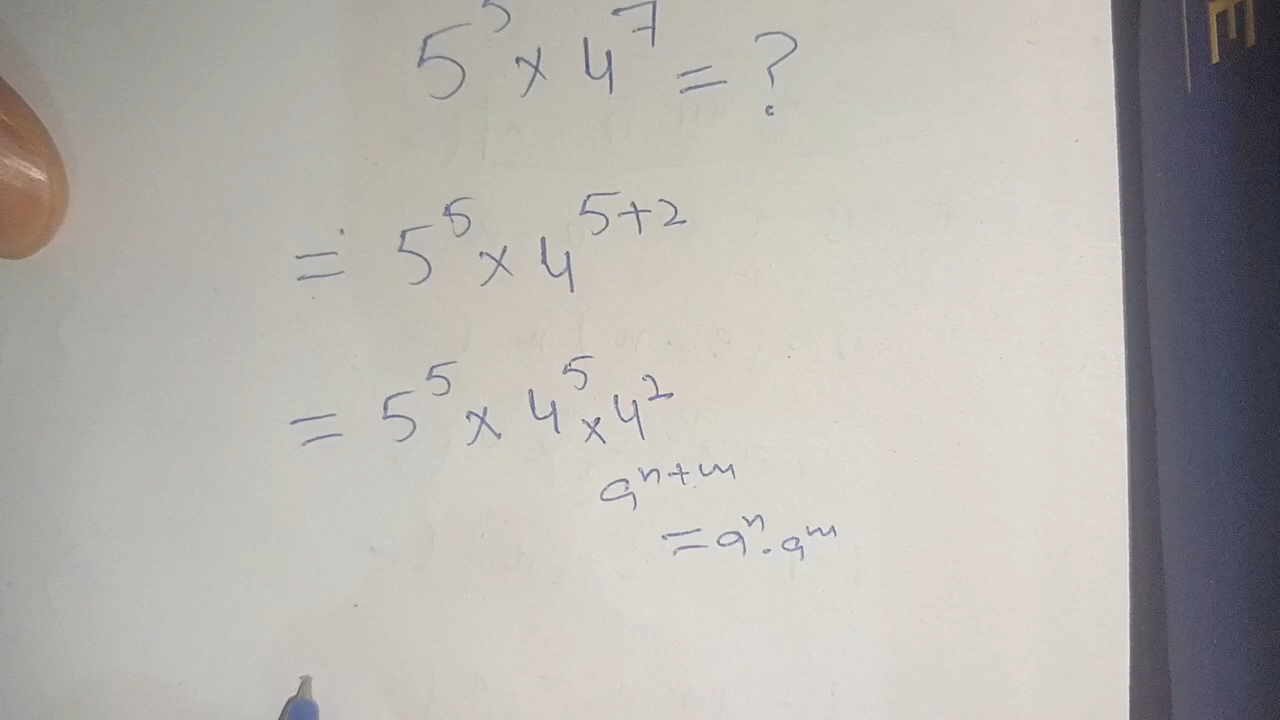 5^5 × 4^7 = ?
= 5^5 × 4^{5+2}
= 5^5 × 4^5 × 4^2
a^{n+m}
= a^n . a^m
E